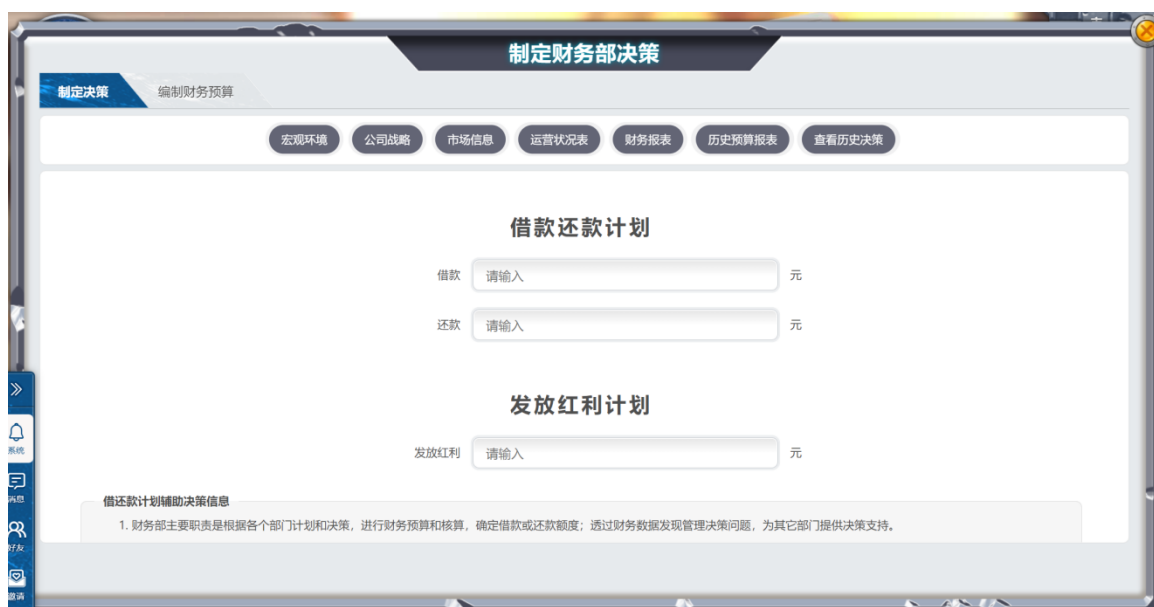 制定财务部决策
制定决策 编制财务预算
宏观环境 公司战略 市场信息 运营状况表 财务报表 历史预算报表 查看历史决策
借款还款计划
借款 请输入 元
还款 请输入 元
发放红利计划
发放红利 请输入 元
借还款计划辅助决策信息
1. 财务部主要职责是根据各个部门计划和决策，进行财务预算和核算，确定借款或还款额度；透过财务数据发现管理决策问题，为其它部门提供决策支持。
系统
消息
好友
邀请